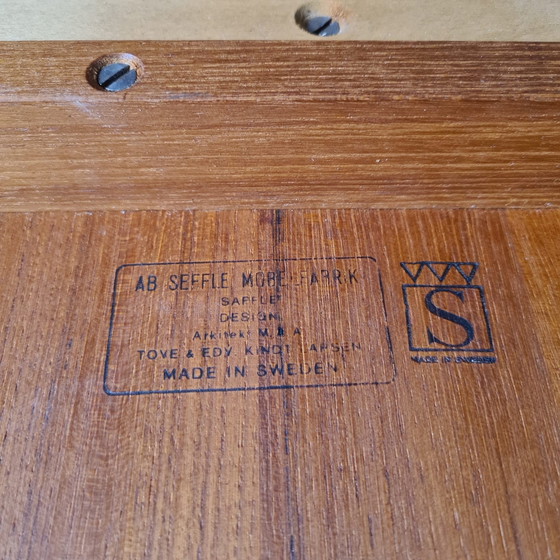 AB SEFFLE MÖBELFABRIK
SÄFFLE
DESIGN
Arkitekt M.A.A.
TOVE & EDV. KINDT-LARSEN
MADE IN SWEDEN
S
MADE IN SWEDEN